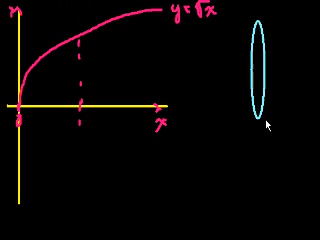 y
y = √x
0
x